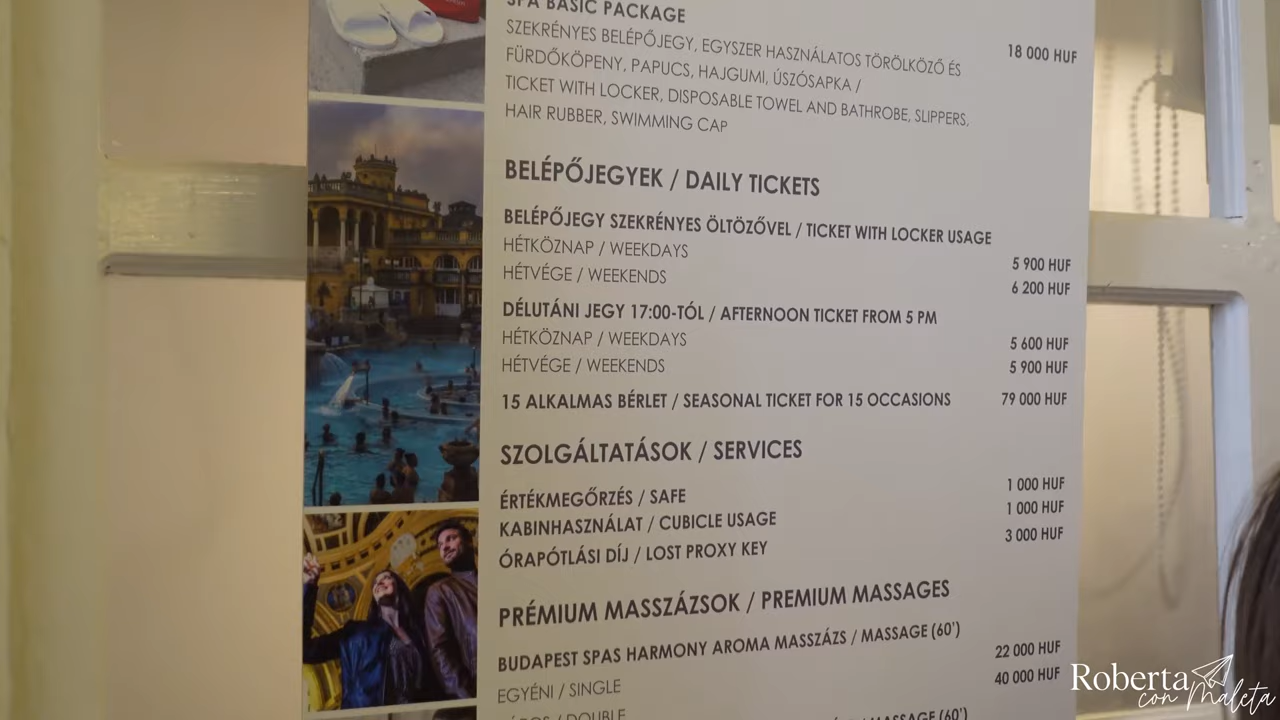 SPA BASIC PACKAGE
SZEKRÉNYES BELÉPŐJEGY, EGYSZER HASZNÁLATOS TÖRÖLKÖZŐ ÉS 18 000 HUF
FÜRDŐKÖPENY, PAPUCS, HAJGUMI, ÚSZÓSAPKA /
TICKET WITH LOCKER, DISPOSABLE TOWEL AND BATHROBE, SLIPPERS,
HAIR RUBBER, SWIMMING CAP
BELÉPŐJEGYEK / DAILY TICKETS
BELÉPŐJEGY SZEKRÉNYES ÖLTÖZŐVEL / TICKET WITH LOCKER USAGE
HÉTKÖZNAP / WEEKDAYS 5 900 HUF
HÉTVÉGE / WEEKENDS 6 200 HUF
DÉLUTÁNI JEGY 17:00-TÓL / AFTERNOON TICKET FROM 5 PM
HÉTKÖZNAP / WEEKDAYS 5 600 HUF
HÉTVÉGE / WEEKENDS 5 900 HUF
15 ALKALMAS BÉRLET / SEASONAL TICKET FOR 15 OCCASIONS 79 000 HUF
SZOLGÁLTATÁSOK / SERVICES
ÉRTÉKMEGŐRZÉS / SAFE 1 000 HUF
KABINHASZNÁLAT / CUBICLE USAGE 1 000 HUF
ÓRAPÓTLÁSI DÍJ / LOST PROXY KEY 3 000 HUF
PRÉMIUM MASSZÁZSOK / PREMIUM MASSAGES
BUDAPEST SPAS HARMONY AROMA MASSZÁZS / MASSAGE (60')
EGYÉNI / SINGLE 22 000 HUF
PÁROS / DOUBLE 40 000 HUF
MASSAGE (60')
Roberta
con Maleta